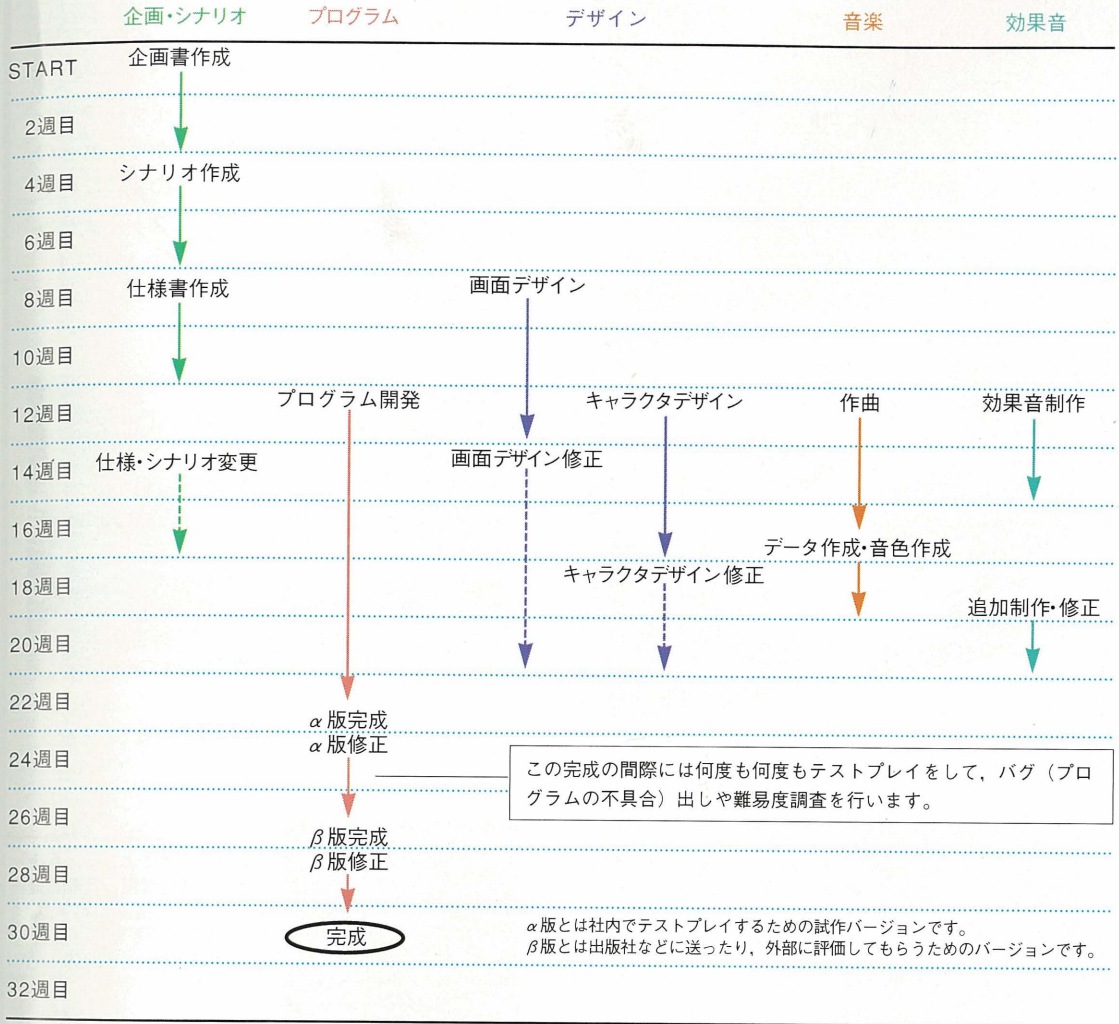 企画・シナリオ
プログラム
デザイン
音楽
効果音
START
企画書作成
2週目
4週目
シナリオ作成
6週目
8週目
仕様書作成
画面デザイン
10週目
12週目
プログラム開発
キャラクタデザイン
作曲
効果音制作
14週目
仕様・シナリオ変更
画面デザイン修正
16週目
データ作成・音色作成
18週目
キャラクタデザイン修正
追加制作・修正
20週目
22週目
α版完成
α版修正
24週目
この完成の間際には何度も何度もテストプレイをして，バグ（プロ
グラムの不具合）出しや難易度調査を行います。
26週目
β版完成
β版修正
28週目
30週目
完成
α版とは社内でテストプレイするための試作バージョンです。
β版とは出版社などに送ったり，外部に評価してもらうためのバージョンです。
32週目